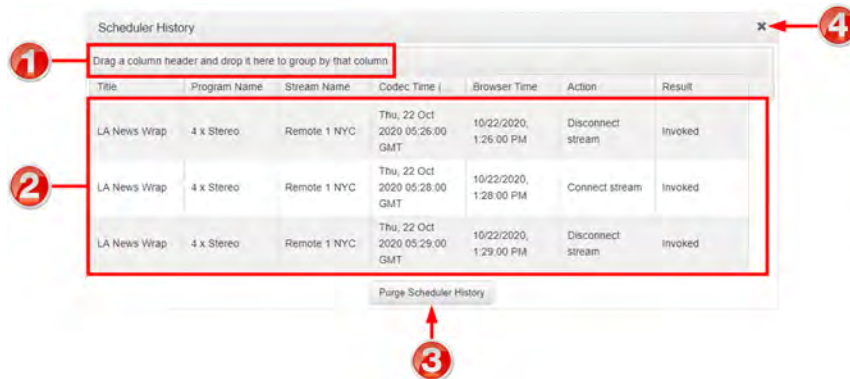 Scheduler History
4
1
Drag a column header and drop it here to group by that column
Title Program Name Stream Name Codec Time (... Browser Time Action Result
2
LA News Wrap 4 x Stereo Remote 1 NYC Thu, 22 Oct 2020 05:26:00 GMT 10/22/2020, 1:26:00 PM Disconnect stream Invoked
LA News Wrap 4 x Stereo Remote 1 NYC Thu, 22 Oct 2020 05:28:00 GMT 10/22/2020, 1:28:00 PM Connect stream Invoked
LA News Wrap 4 x Stereo Remote 1 NYC Thu, 22 Oct 2020 05:29:00 GMT 10/22/2020, 1:29:00 PM Disconnect stream Invoked
Purge Scheduler History
3